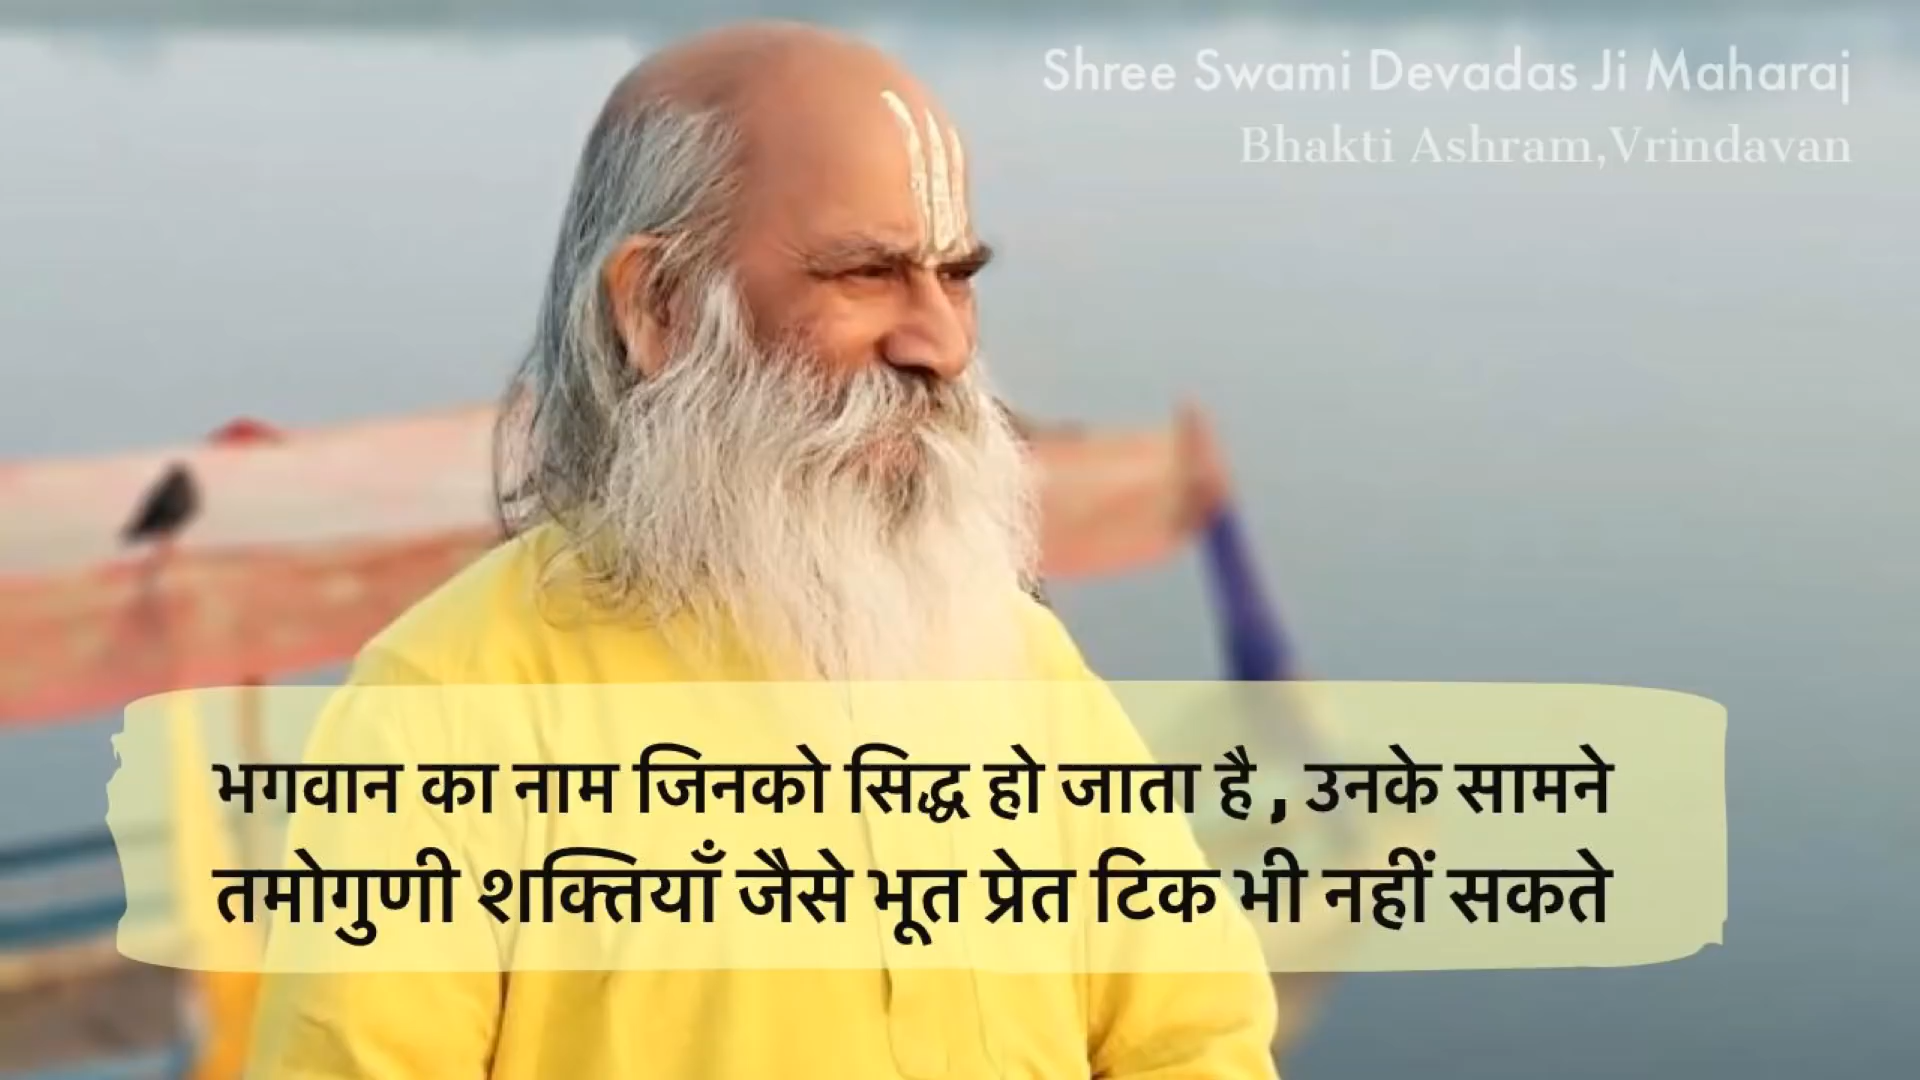 Shree Swami Devadas Ji Maharaj
Bhakti Ashram,Vrindavan
भगवान का नाम जिनको सिद्ध हो जाता है , उनके सामने
तमोगुणी शक्तियाँ जैसे भूत प्रेत टिक भी नहीं सकते